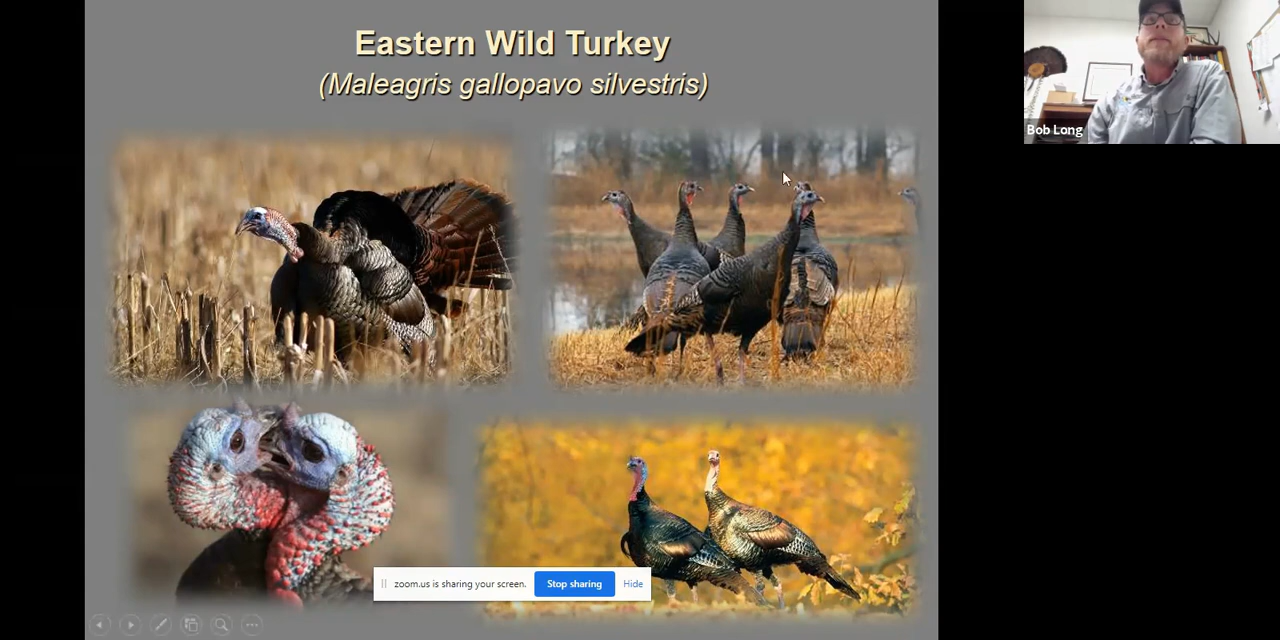 Eastern Wild Turkey
(Maleagris gallopavo silvestris)
Bob Long
zoom.us is sharing your screen.
Stop sharing
Hide